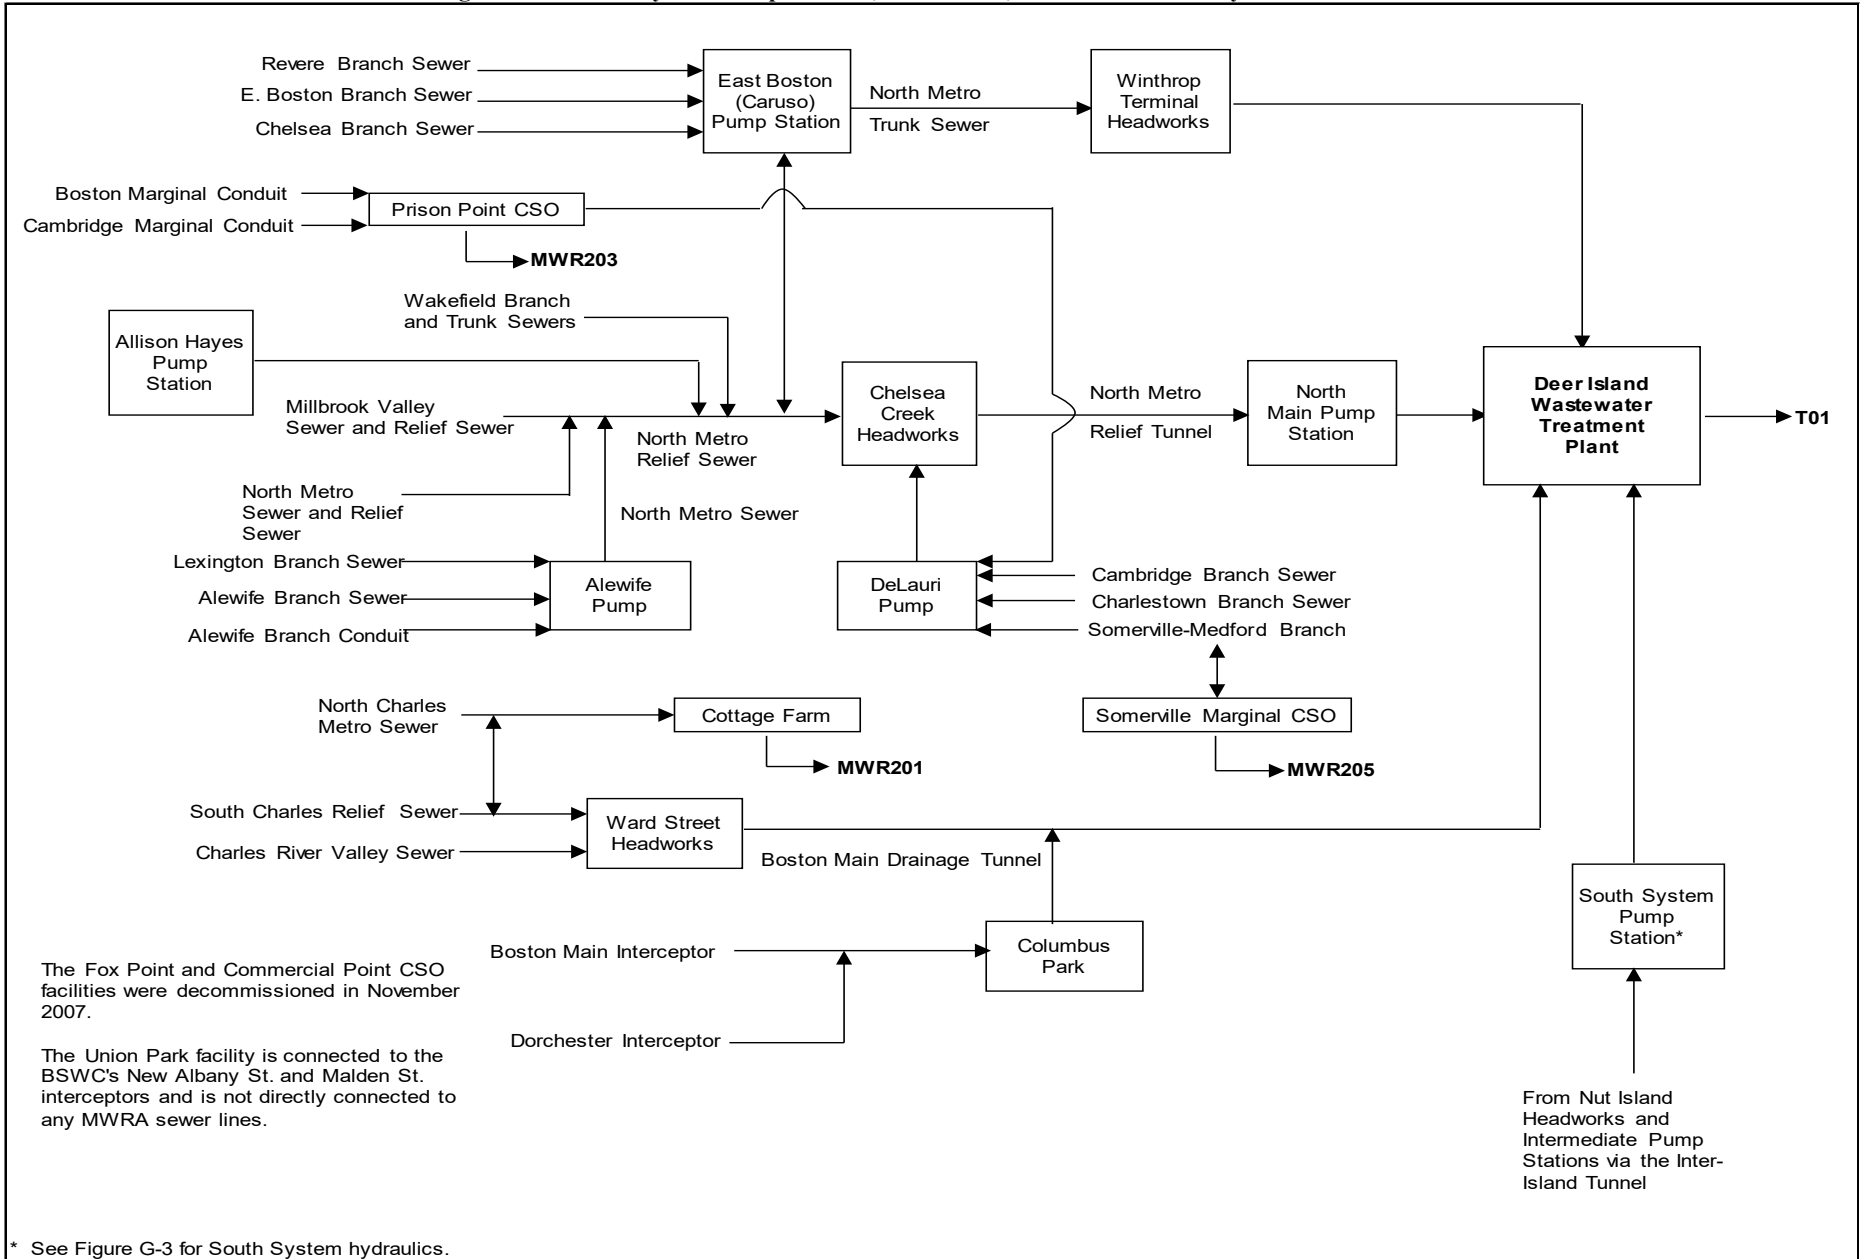 Revere Branch Sewer
E. Boston Branch Sewer
Chelsea Branch Sewer
East Boston
(Caruso)
Pump Station
North Metro
Trunk Sewer
Winthrop
Terminal
Headworks
Boston Marginal Conduit
Cambridge Marginal Conduit
Prison Point CSO
MWR203
Wakefield Branch
and Trunk Sewers
Allison Hayes
Pump
Station
Millbrook Valley
Sewer and Relief Sewer
North Metro
Relief Sewer
Chelsea
Creek
Headworks
North Metro
Relief Tunnel
North
Main Pump
Station
Deer Island
Wastewater
Treatment
Plant
T01
North Metro
Sewer and Relief
Sewer
North Metro Sewer
Lexington Branch Sewer
Alewife Branch Sewer
Alewife Branch Conduit
Alewife
Pump
DeLauri
Pump
Cambridge Branch Sewer
Charlestown Branch Sewer
Somerville-Medford Branch
North Charles
Metro Sewer
Cottage Farm
MWR201
Somerville Marginal CSO
MWR205
South Charles Relief Sewer
Charles River Valley Sewer
Ward Street
Headworks
Boston Main Drainage Tunnel
South System
Pump
Station*
Boston Main Interceptor
Columbus
Park
Dorchester Interceptor
The Fox Point and Commercial Point CSO
facilities were decommissioned in November
2007.
The Union Park facility is connected to the
BSWC's New Albany St. and Malden St.
interceptors and is not directly connected to
any MWRA sewer lines.
From Nut Island
Headworks and
Intermediate Pump
Stations via the Inter-
Island Tunnel
* See Figure G-3 for South System hydraulics.